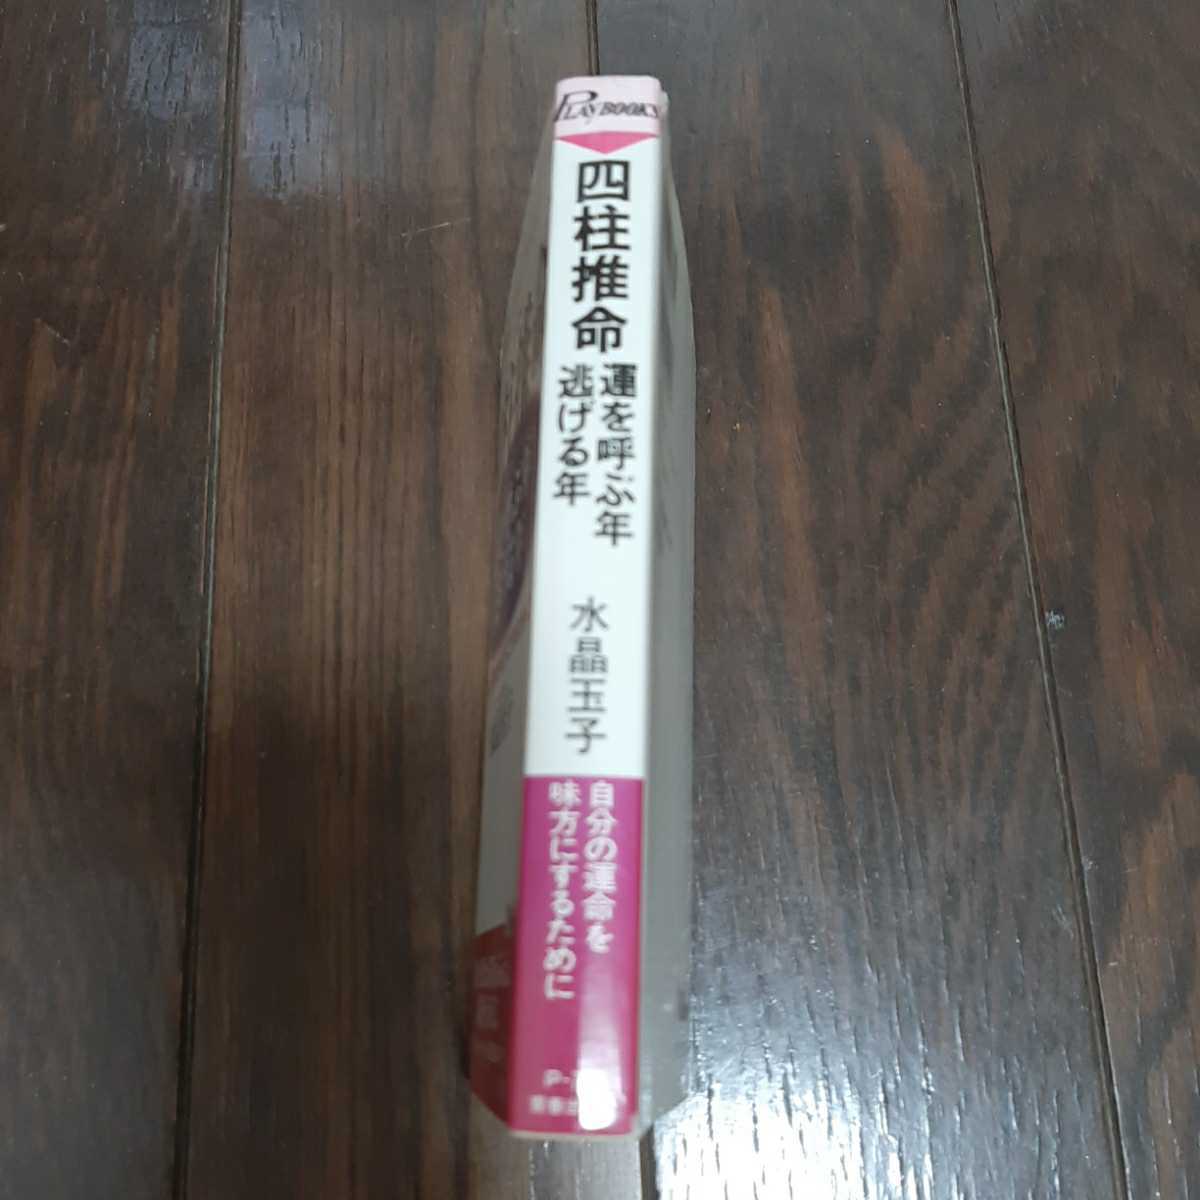 PLAYBOOKS
四柱推命
運を呼ぶ年
逃げる年
水晶玉子
自分の運命を
味方にするために